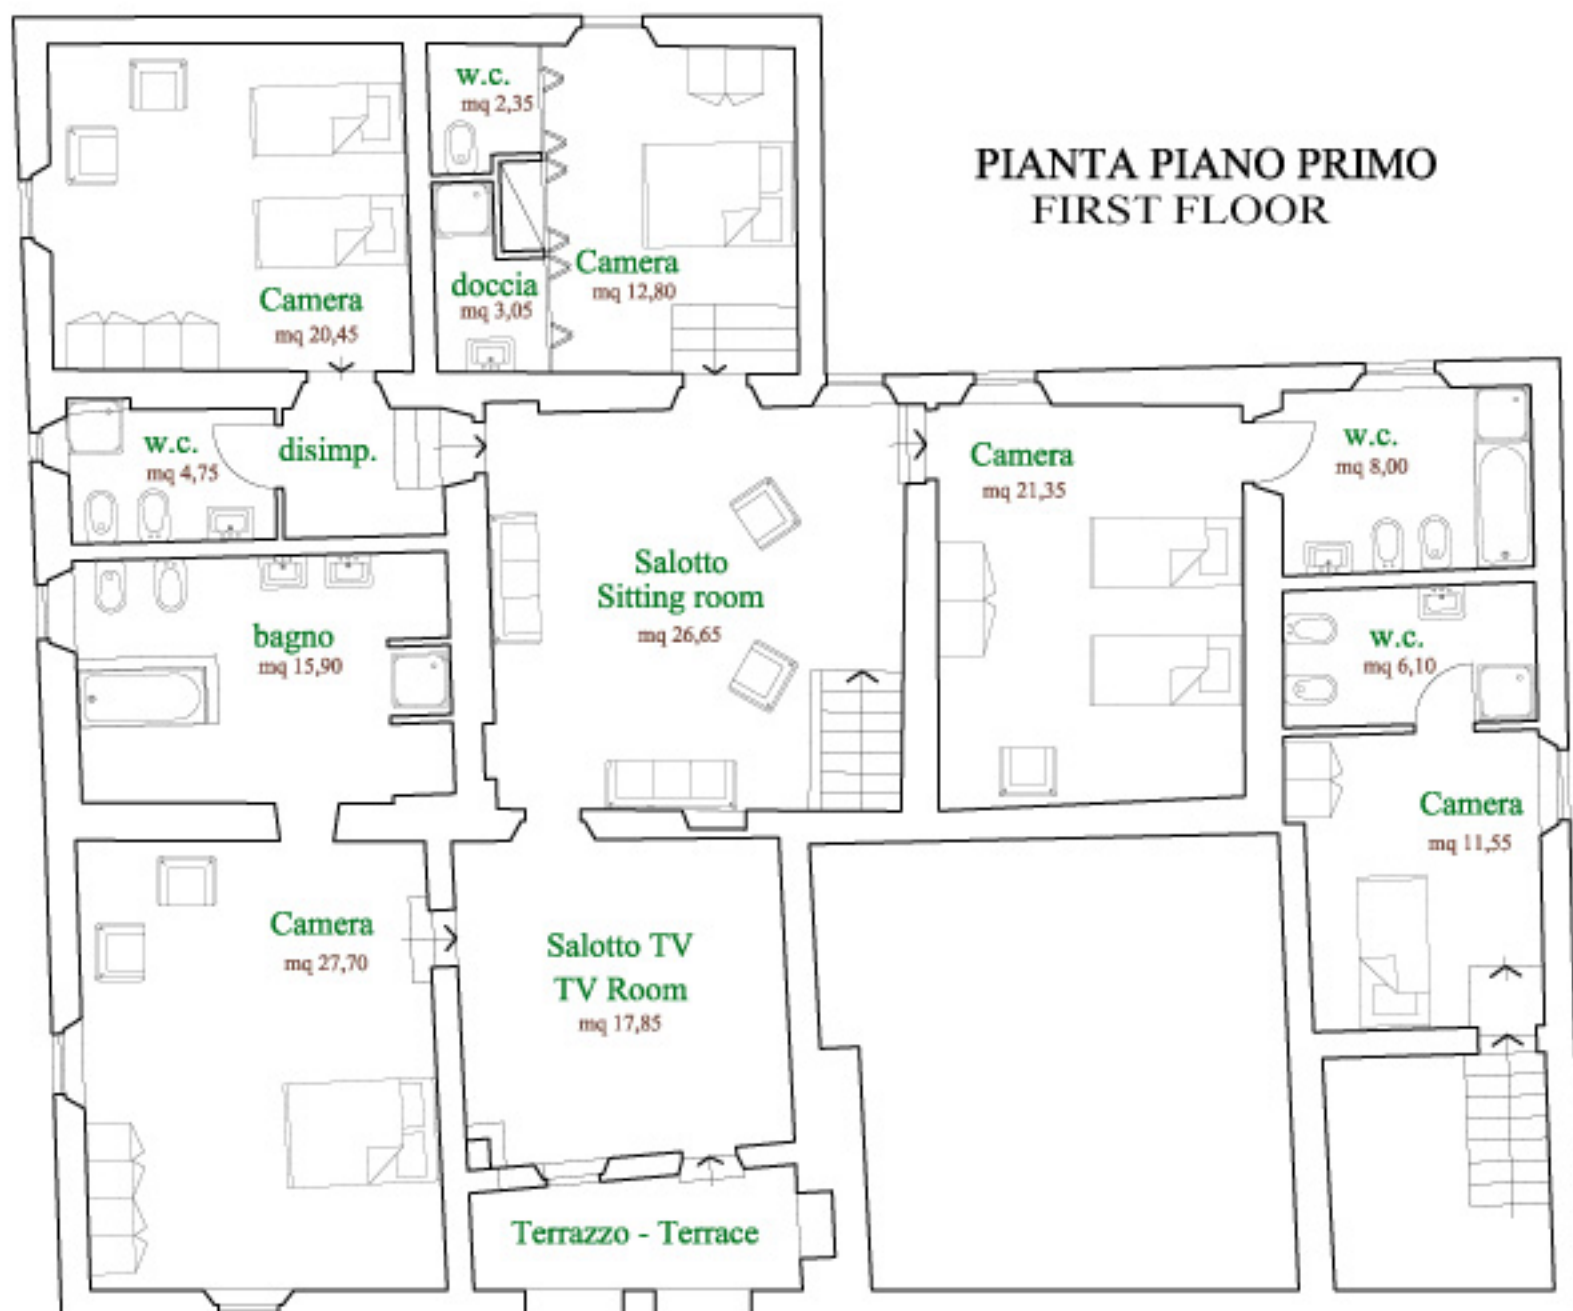 w.c.
mq 2,35
PIANTA PIANO PRIMO
FIRST FLOOR
Camera
mq 12,80
doccia
mq 3,05
Camera
mq 20,45
w.c.
mq 4,75
disimp.
Camera
mq 21,35
w.c.
mq 8,00
Salotto
Sitting room
mq 26,65
bagno
mq 15,90
w.c.
mq 6,10
Camera
mq 11,55
Camera
mq 27,70
Salotto TV
TV Room
mq 17,85
Terrazzo - Terrace